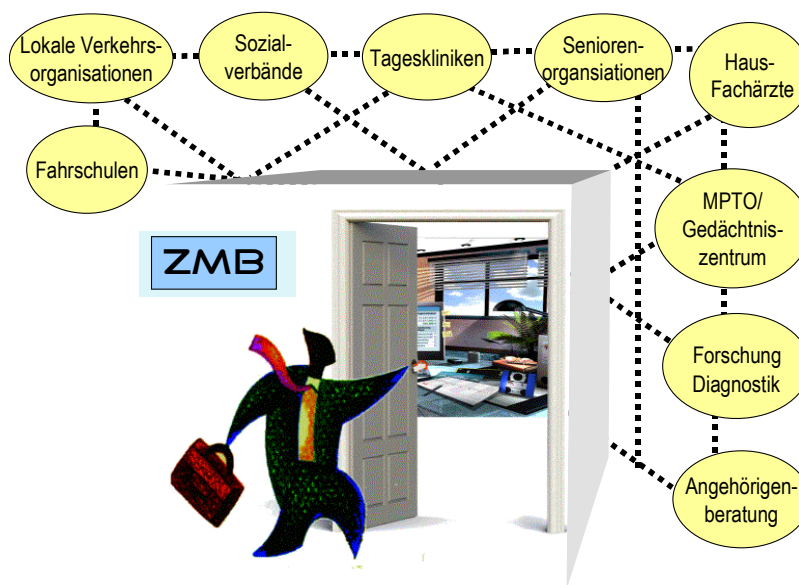 Lokale Verkehrs-
organisationen
Sozial-
verbände
Tageskliniken
Senioren-
organsiationen
Haus-
Fachärzte
Fahrschulen
MPTO/
Gedächtnis-
zentrum
ZMB
Forschung
Diagnostik
Angehörigen-
beratung